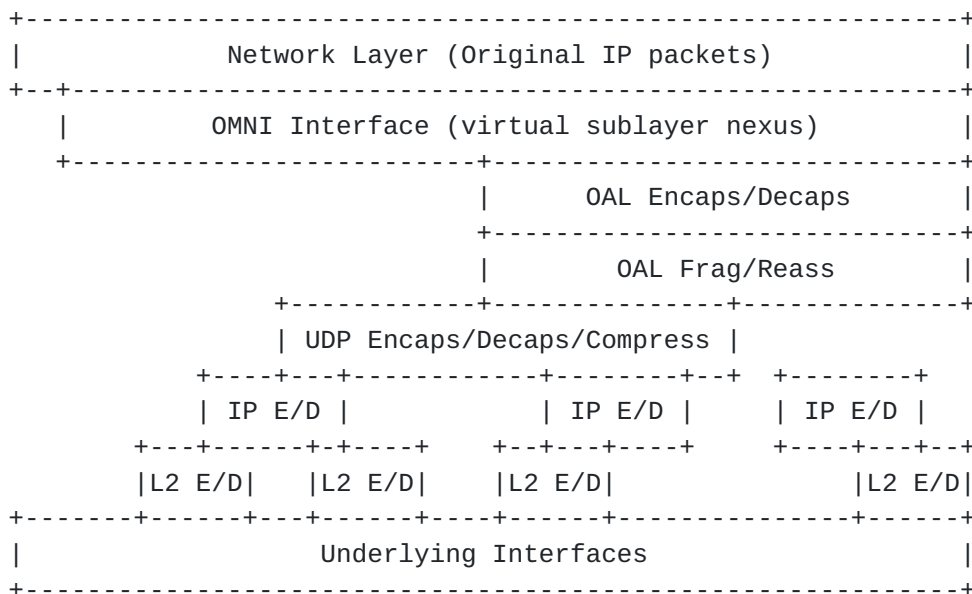 Network Layer (Original IP packets)
OMNI Interface (virtual sublayer nexus)
OAL Encaps/Decaps
OAL Frag/Reass
UDP Encaps/Decaps/Compress
IP E/D IP E/D IP E/D
L2 E/D L2 E/D L2 E/D L2 E/D
Underlying Interfaces